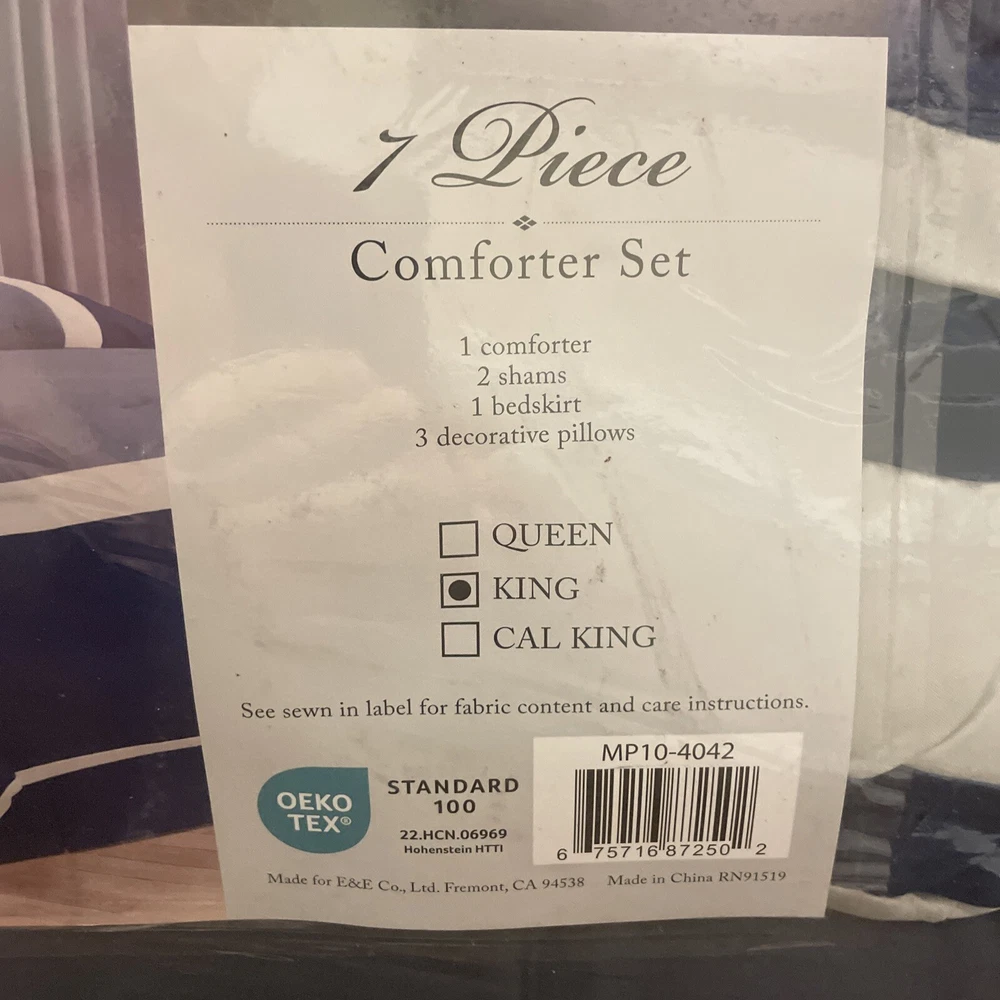 7 Piece
Comforter Set
1 comforter
2 shams
1 bedskirt
3 decorative pillows
QUEEN
KING
CAL KING
See sewn in label for fabric content and care instructions.
OEKO
TEX®
STANDARD
100
22.HCN.06969
Hohenstein HTTI
MP10-4042
6 75716 87250 2
Made for E&E Co., Ltd. Fremont, CA 94538 Made in China RN91519